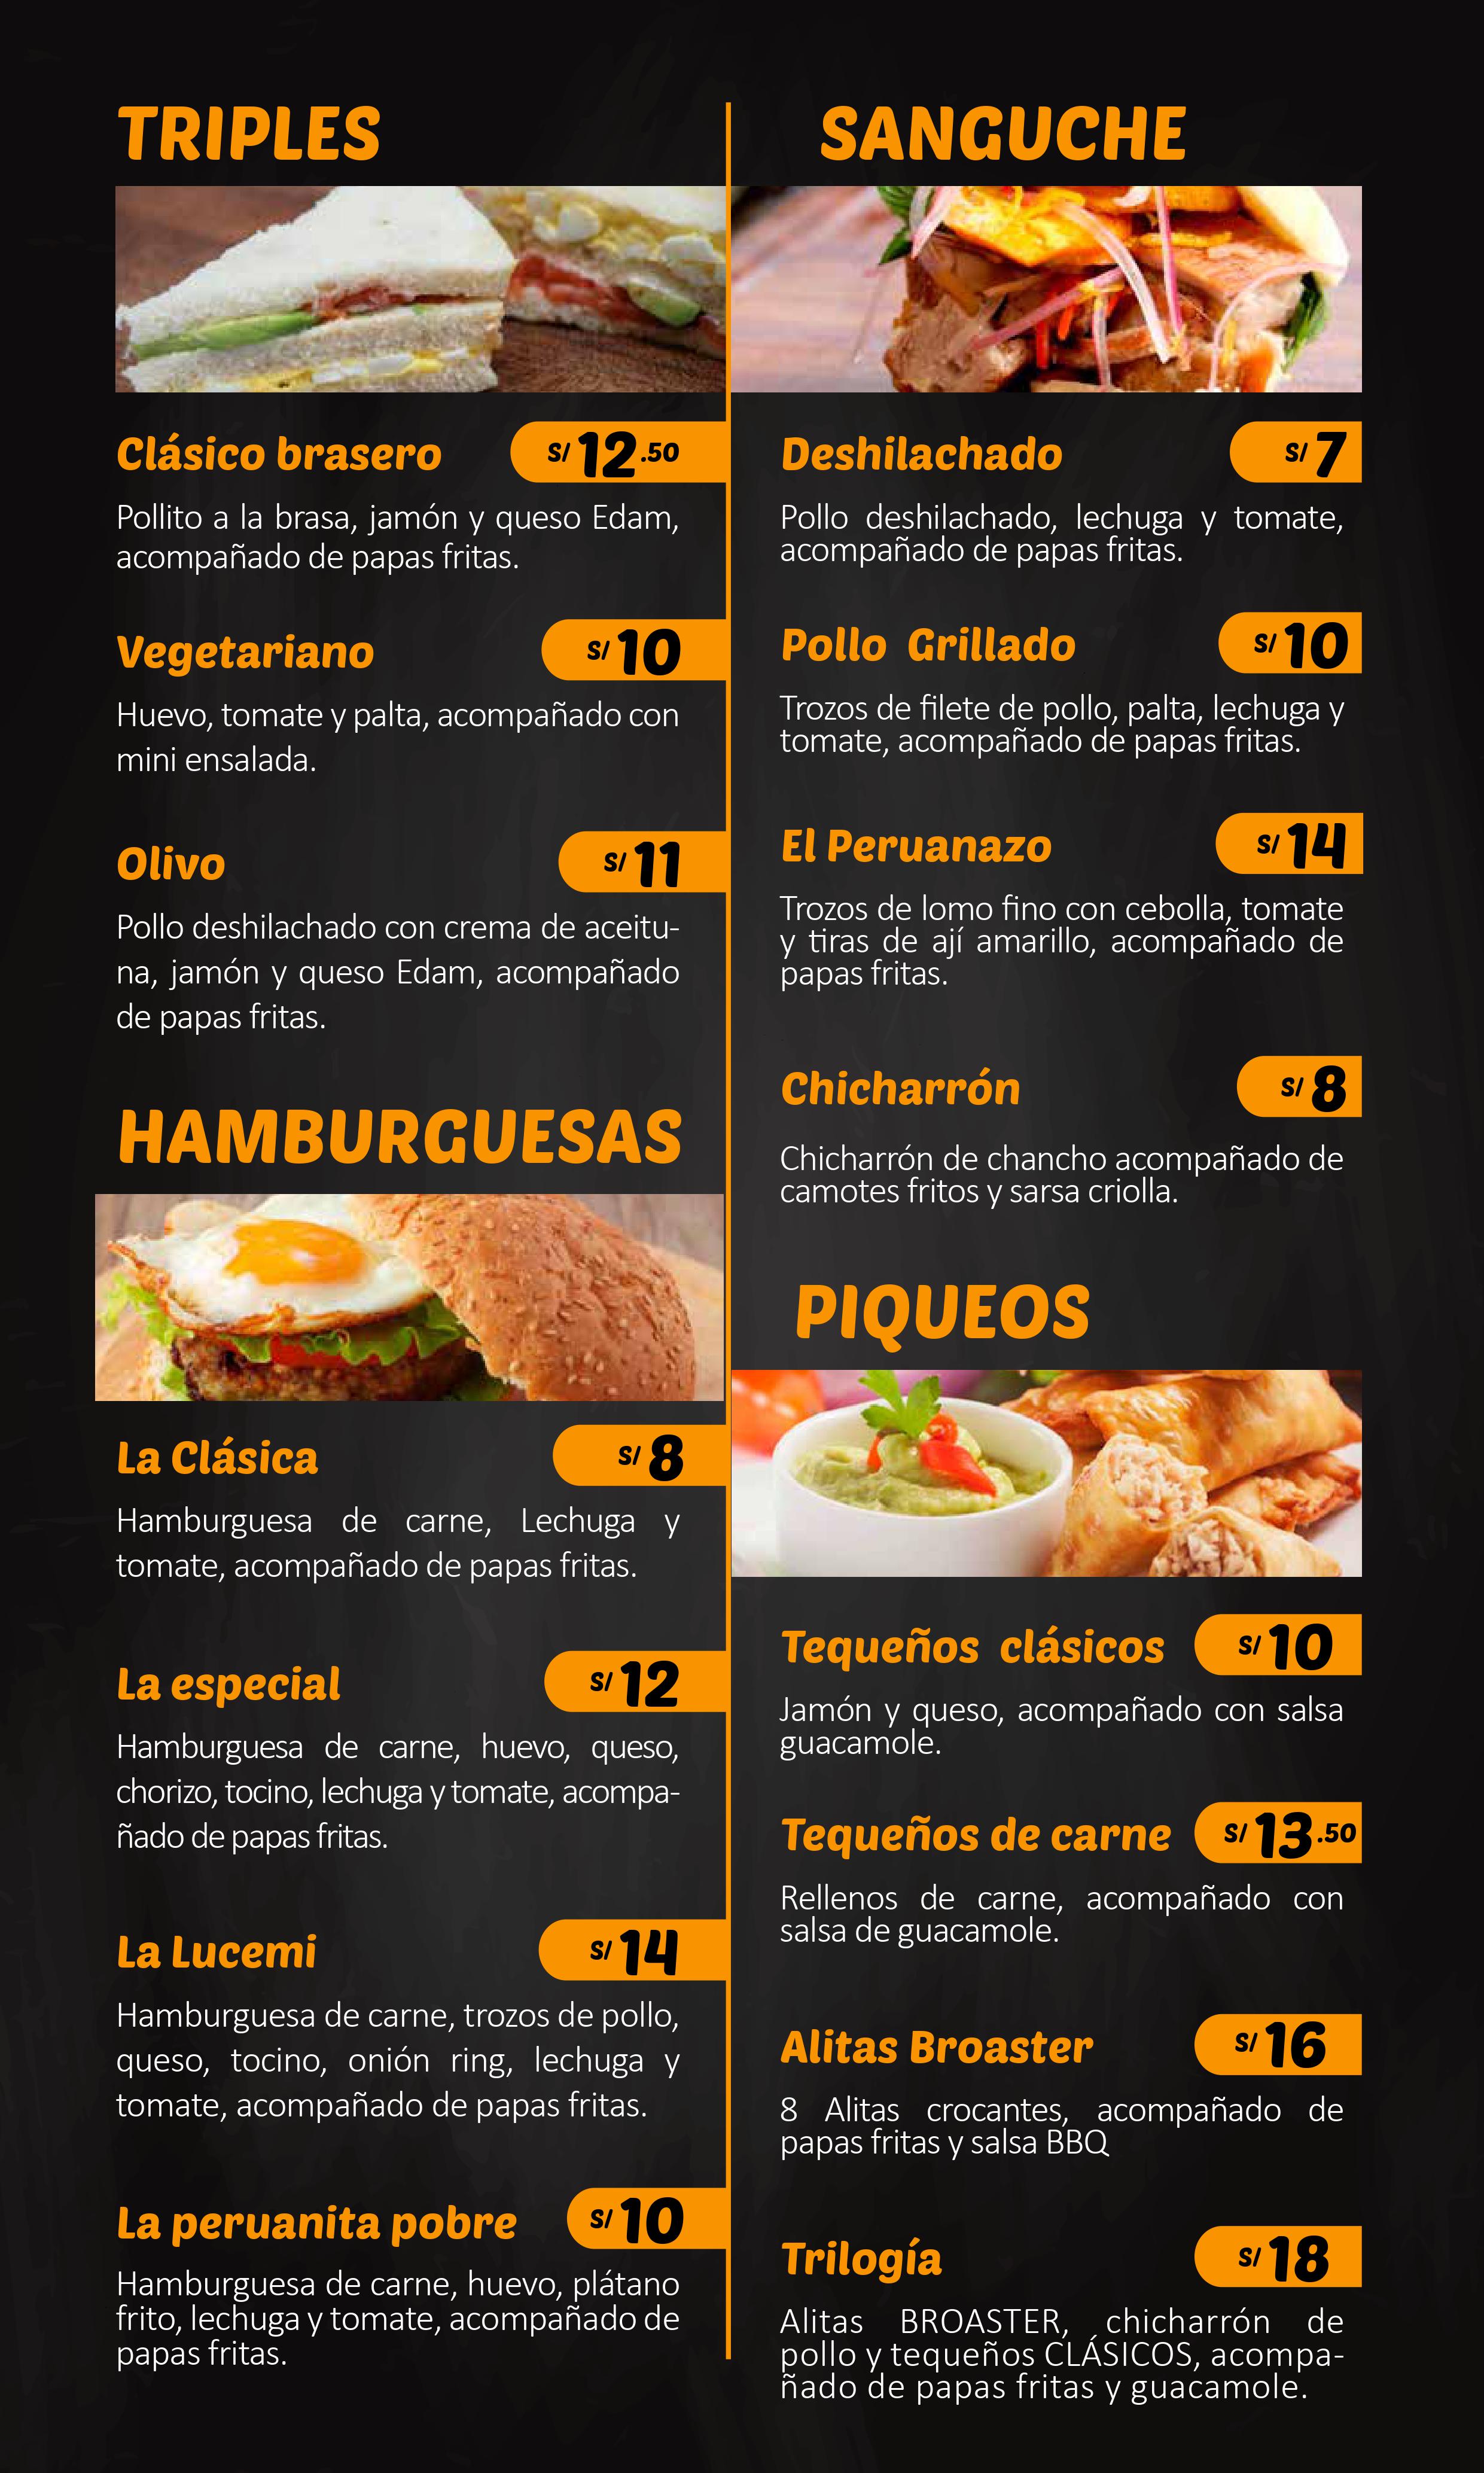 TRIPLES
Clásico brasero S/ 12.50
Pollito a la brasa, jamón y queso Edam,
acompañado de papas fritas.
Vegetariano S/ 10
Huevo, tomate y palta, acompañado con
mini ensalada.
Olivo S/ 11
Pollo deshilachado con crema de aceitu-
na, jamón y queso Edam, acompañado
de papas fritas.
HAMBURGUESAS
La Clásica S/ 8
Hamburguesa de carne, Lechuga y
tomate, acompañado de papas fritas.
La especial S/ 12
Hamburguesa de carne, huevo, queso,
chorizo, tocino, lechuga y tomate, acompa-
ñado de papas fritas.
La Lucemi S/ 14
Hamburguesa de carne, trozos de pollo,
queso, tocino, onión ring, lechuga y
tomate, acompañado de papas fritas.
La peruanita pobre S/ 10
Hamburguesa de carne, huevo, plátano
frito, lechuga y tomate, acompañado de
papas fritas.
SANGUCHE
Deshilachado S/ 7
Pollo deshilachado, lechuga y tomate,
acompañado de papas fritas.
Pollo Grillado S/ 10
Trozos de filete de pollo, palta, lechuga y
tomate, acompañado de papas fritas.
El Peruanazo S/ 14
Trozos de lomo fino con cebolla, tomate
y tiras de ají amarillo, acompañado de
papas fritas.
Chicharrón S/ 8
Chicharrón de chancho acompañado de
camotes fritos y sarsa criolla.
PIQUEOS
Tequeños clásicos S/ 10
Jamón y queso, acompañado con salsa
guacamole.
Tequeños de carne S/ 13.50
Rellenos de carne, acompañado con
salsa de guacamole.
Alitas Broaster S/ 16
8 Alitas crocantes, acompañado de
papas fritas y salsa BBQ
Trilogía S/ 18
Alitas BROASTER, chicharrón de
pollo y tequeños CLÁSICOS, acompa-
ñado de papas fritas y guacamole.